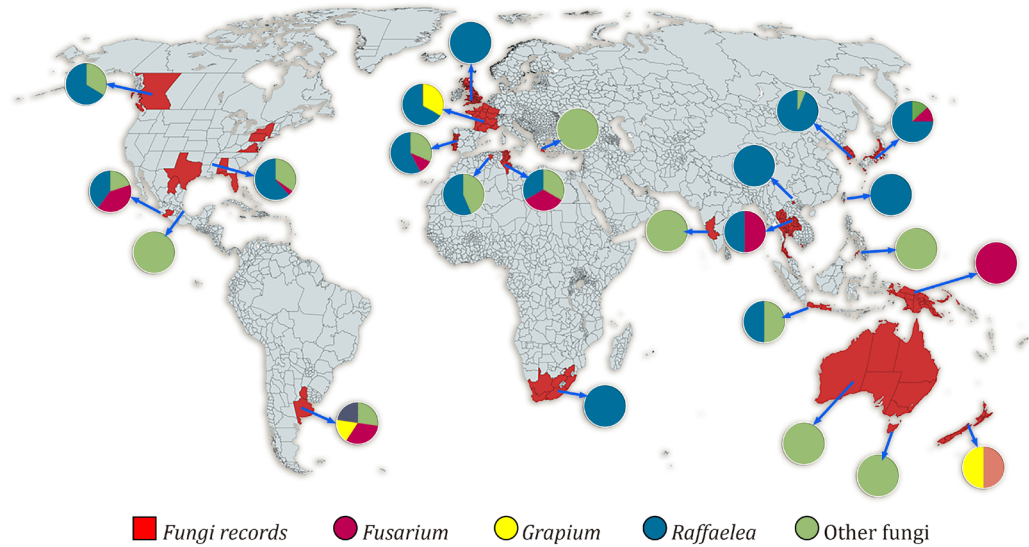 Fungi records
Fusarium
Grapium
Raffaelea
Other fungi